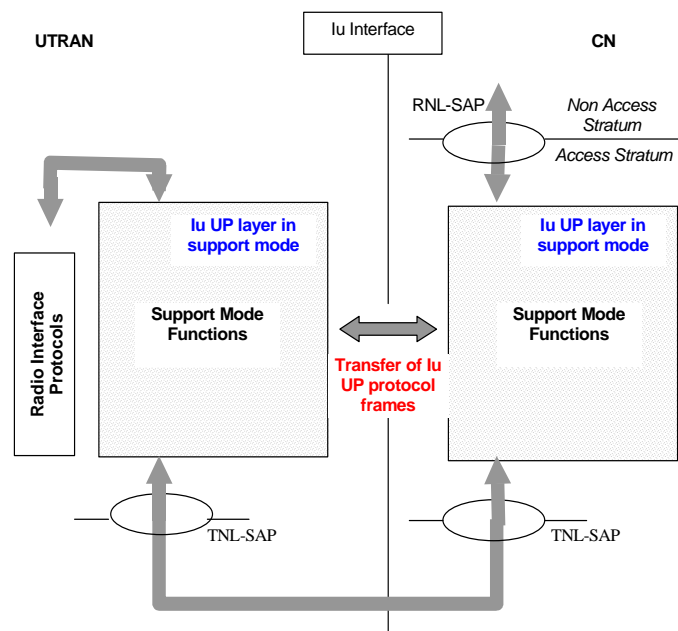 Iu Interface
UTRAN
CN
RNL-SAP
Non Access
Stratum
Access Stratum
Iu UP layer in
support mode
Iu UP layer in
support mode
Radio Interface
Protocols
Support Mode
Functions
Support Mode
Functions
Transfer of Iu
UP protocol
frames
TNL-SAP
TNL-SAP